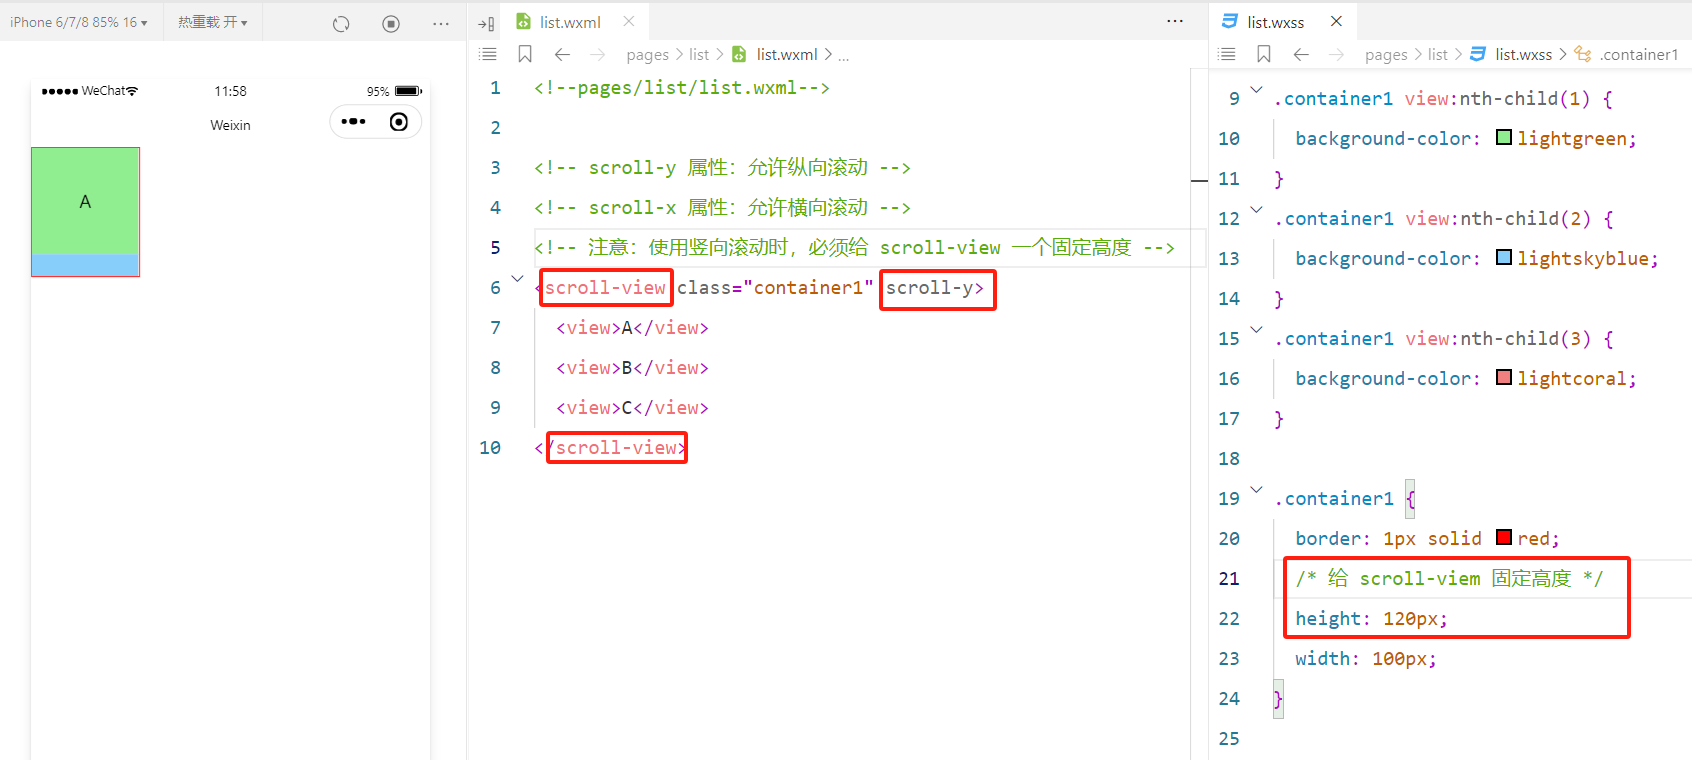 iPhone 6/7/8 85% 16
热重载 开
WeChat
11:58
95%
Weixin
A
list.wxml
pages > list > list.wxml > ...
1 <!--pages/list/list.wxml-->
2
3 <!-- scroll-y 属性：允许纵向滚动 -->
4 <!-- scroll-x 属性：允许横向滚动 -->
5 <!-- 注意：使用竖向滚动时，必须给 scroll-view 一个固定高度 -->
6 <scroll-view class="container1" scroll-y>
7 <view>A</view>
8 <view>B</view>
9 <view>C</view>
10 </scroll-view>
list.wxss
pages > list > list.wxss > .container1
9 .container1 view:nth-child(1) {
10 background-color: lightgreen;
11 }
12 .container1 view:nth-child(2) {
13 background-color: lightskyblue;
14 }
15 .container1 view:nth-child(3) {
16 background-color: lightcoral;
17 }
18
19 .container1 {
20 border: 1px solid red;
21 /* 给 scroll-viem 固定高度 */
22 height: 120px;
23 width: 100px;
24 }
25